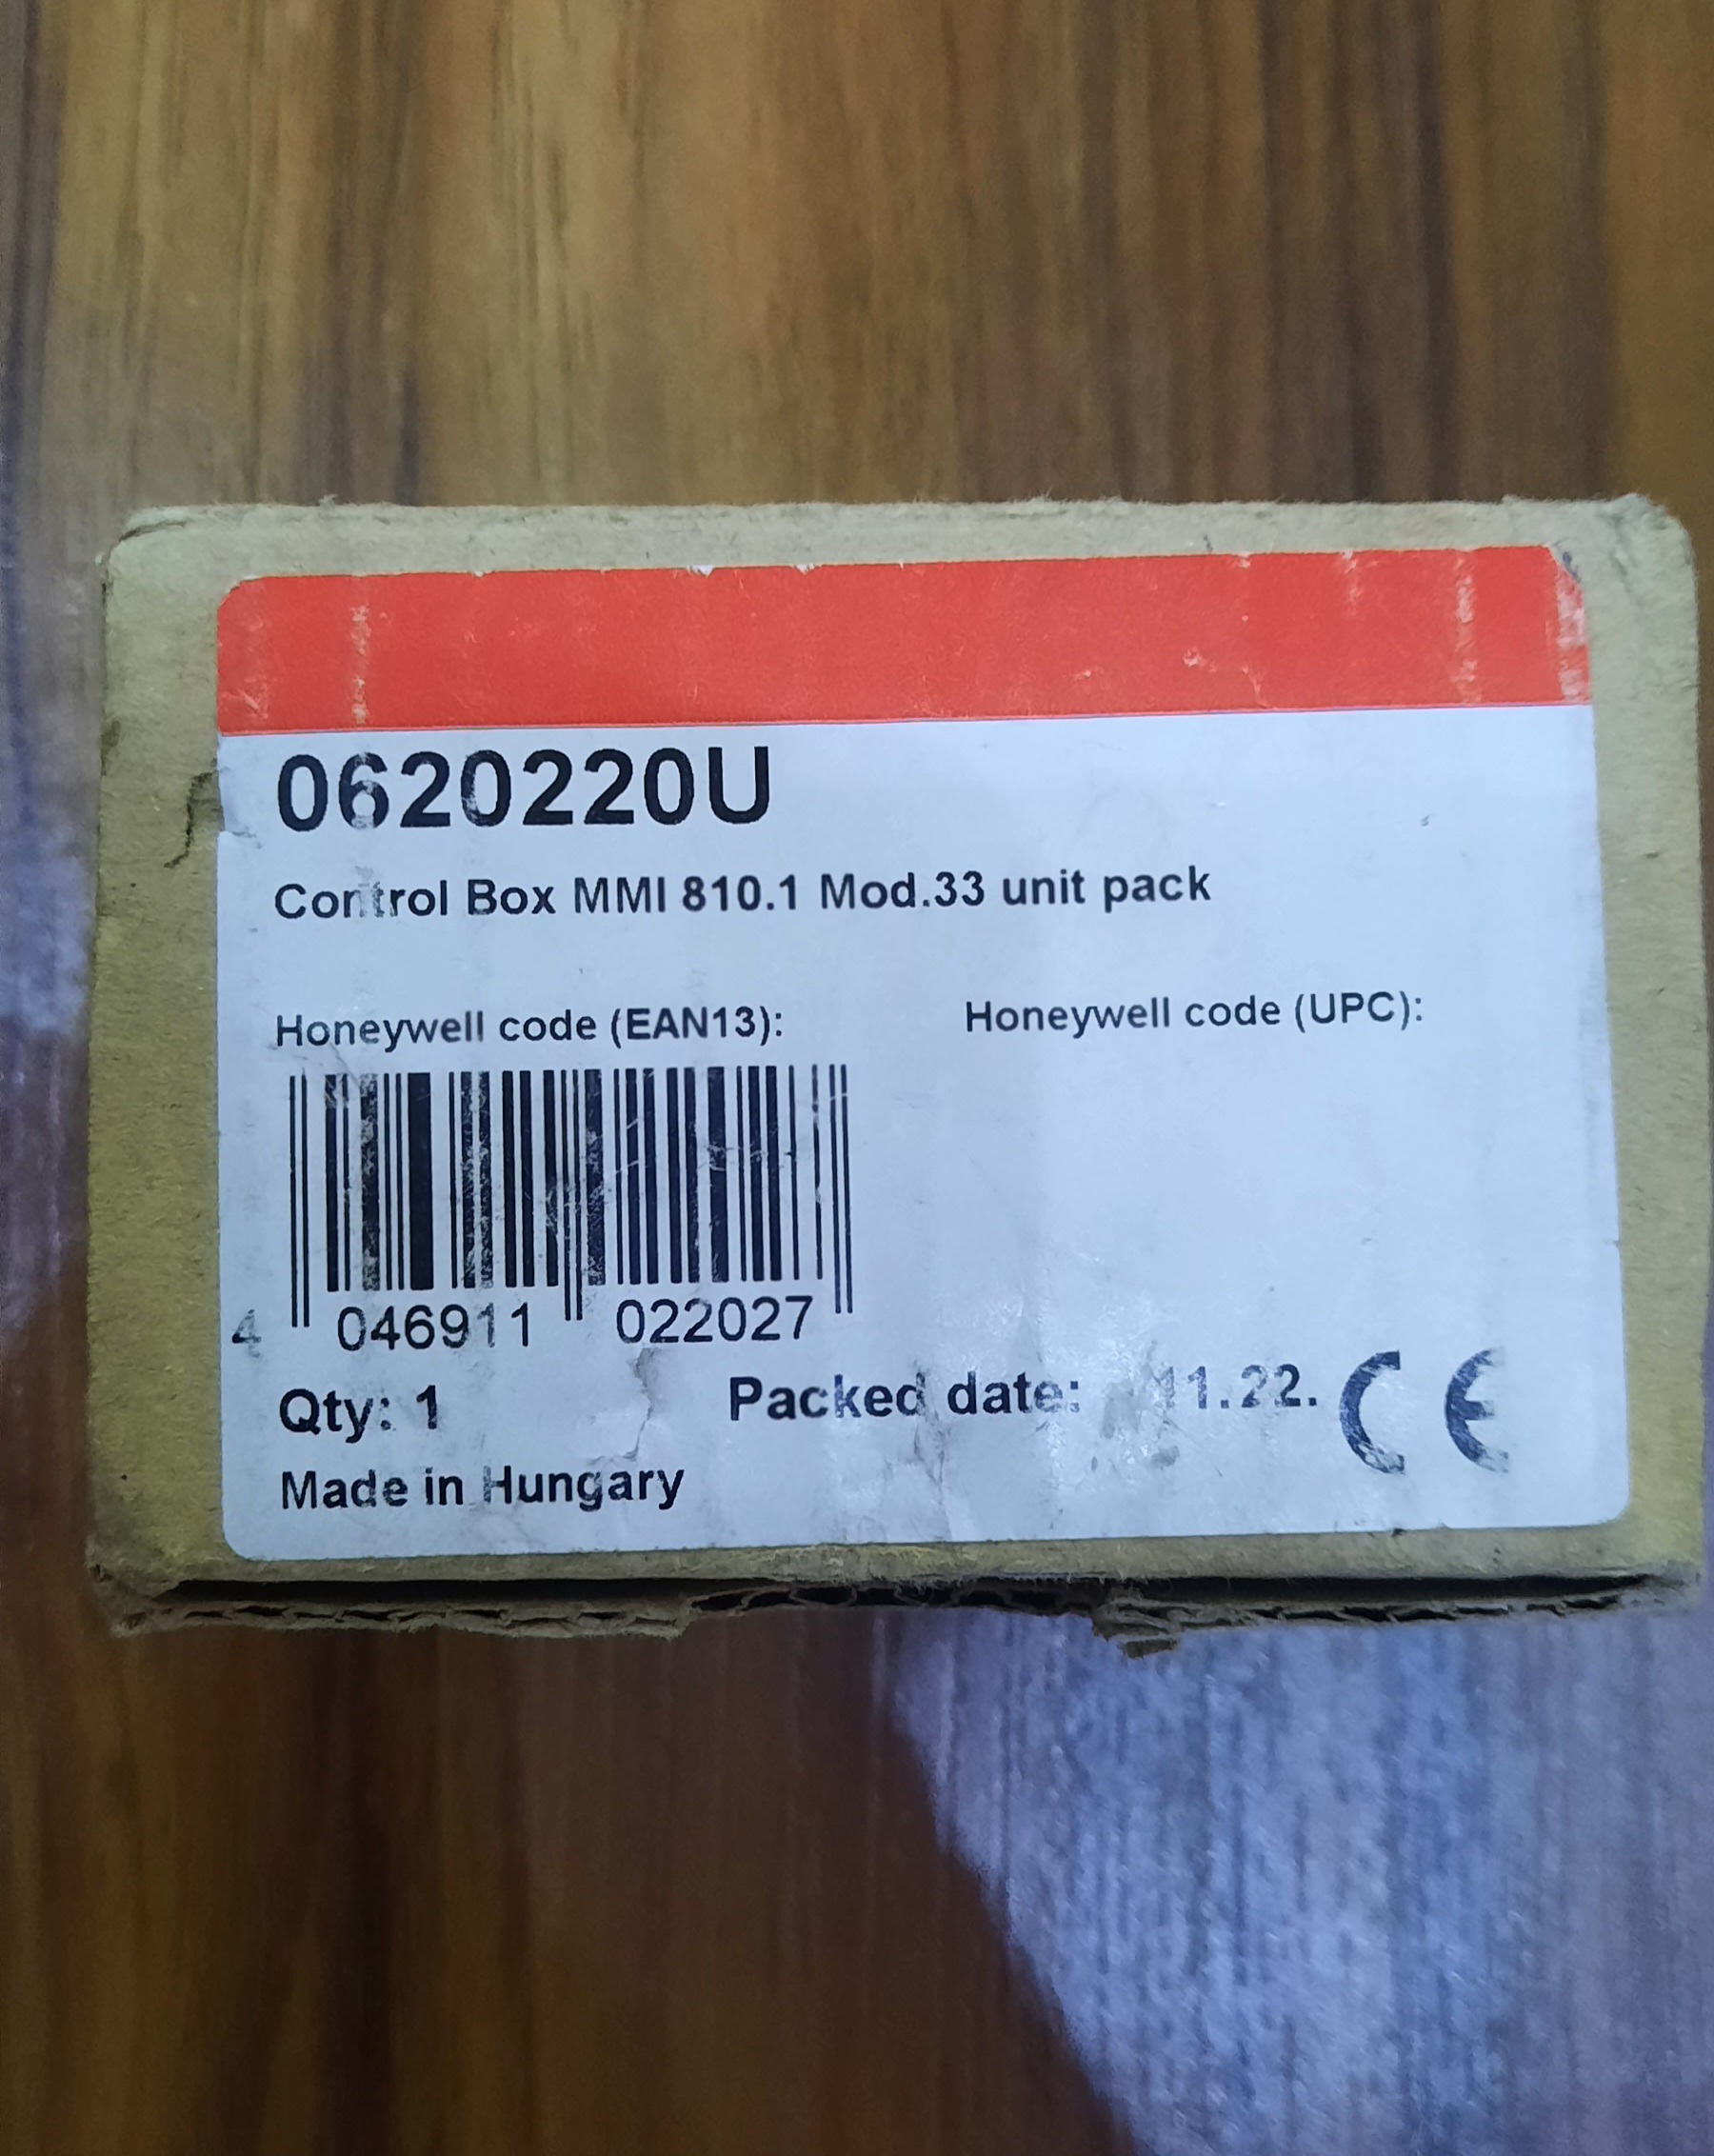 0620220U
Control Box MMI 810.1 Mod.33 unit pack
Honeywell code (EAN13): Honeywell code (UPC):
4 046911 022027
Qty: 1 Packed date: 11.22. CE
Made in Hungary